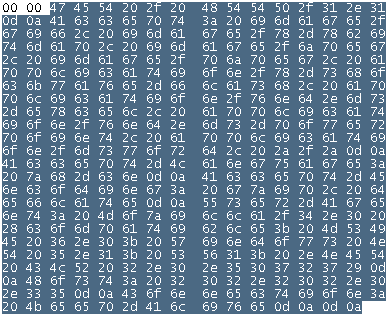 00 00 47 45 54 20 2f 20 48 54 54 50 2f 31 2e 31
0d 0a 41 63 63 65 70 74 3a 20 69 6d 61 67 65 2f
67 69 66 2c 20 69 6d 61 67 65 2f 78 2d 78 62 69
74 6d 61 70 2c 20 69 6d 61 67 65 2f 6a 70 65 67
2c 20 69 6d 61 67 65 2f 70 6a 70 65 67 2c 20 61
70 70 6c 69 63 61 74 69 6f 6e 2f 78 2d 73 68 6f
63 6b 77 61 76 65 2d 66 6c 61 73 68 2c 20 61 70
70 6c 69 63 61 74 69 6f 6e 2f 76 6e 64 2e 6d 73
2d 65 78 63 65 6c 2c 20 61 70 70 6c 69 63 61 74
69 6f 6e 2f 76 6e 64 2e 6d 73 2d 70 6f 77 65 72
70 6f 69 6e 74 2c 20 61 70 70 6c 69 63 61 74 69
6f 6e 2f 6d 73 77 6f 72 64 2c 20 2a 2f 2a 0d 0a
41 63 63 65 70 74 2d 4c 61 6e 67 75 61 67 65 3a
20 7a 68 2d 63 6e 0d 0a 41 63 63 65 70 74 2d 45
6e 63 6f 64 69 6e 67 3a 20 67 7a 69 70 2c 20 64
65 66 6c 61 74 65 0d 0a 55 73 65 72 2d 41 67 65
6e 74 3a 20 4d 6f 7a 69 6c 6c 61 2f 34 2e 30 20
28 63 6f 6d 70 61 74 69 62 6c 65 3b 20 4d 53 49
45 20 36 2e 30 3b 20 57 69 6e 64 6f 77 73 20 4e
54 20 35 2e 31 3b 20 53 56 31 3b 20 2e 4e 45 54
20 43 4c 52 20 32 2e 30 2e 35 30 37 32 37 29 0d
0a 48 6f 73 74 3a 20 32 30 32 2e 32 30 32 2e 30
2e 33 35 0d 0a 43 6f 6e 6e 65 63 74 69 6f 6e 3a
20 4b 65 65 70 2d 41 6c 69 76 65 0d 0a 0d 0a